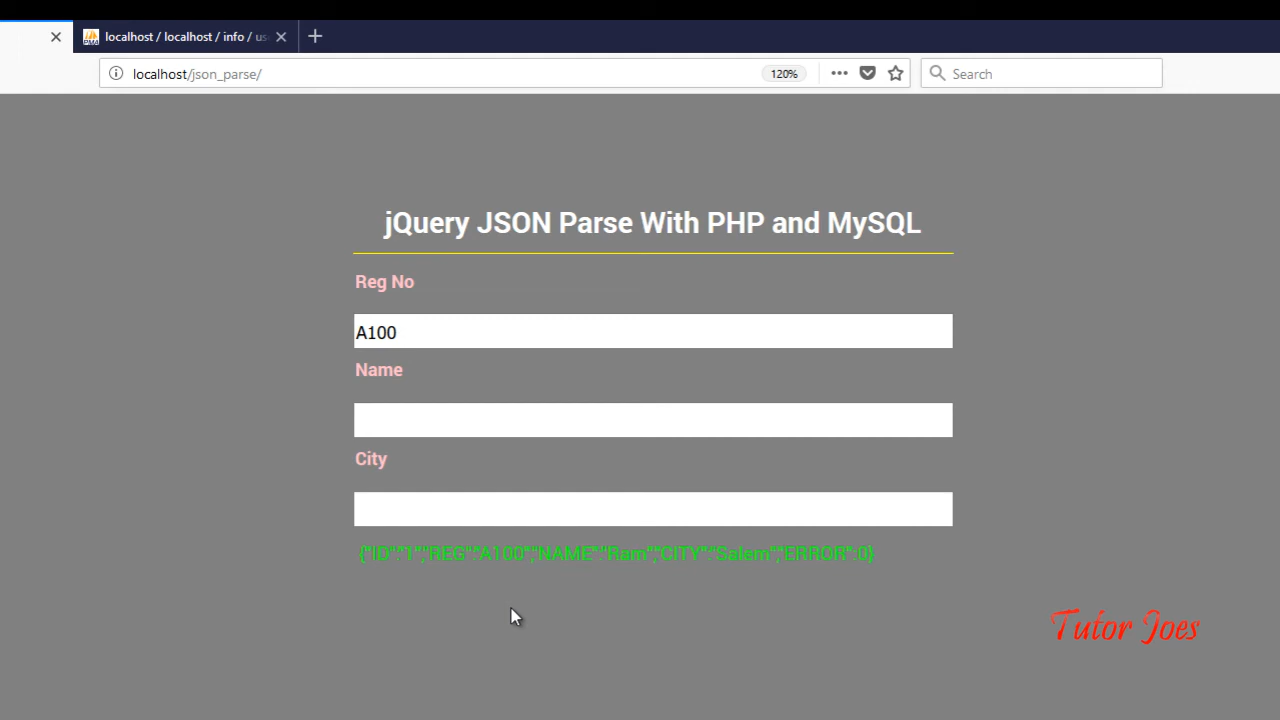 localhost / localhost / info / us
localhost/json_parse/
120%
Search
jQuery JSON Parse With PHP and MySQL
Reg No
A100
Name
City
{"ID":"1","REG":"A100","NAME":"Ram","CITY":"Salem","ERROR":0}
Tutor Joes